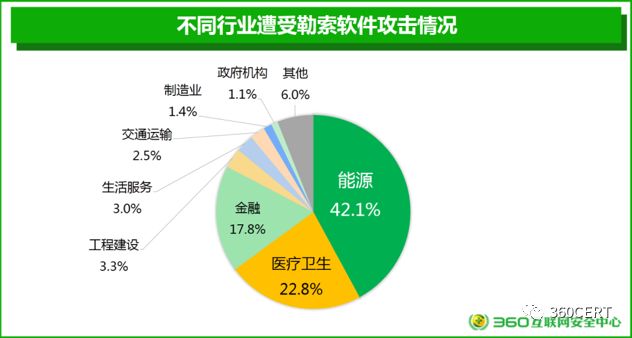 不同行业遭受勒索软件攻击情况
政府机构
1.1%
其他
6.0%
制造业
1.4%
交通运输
2.5%
生活服务
3.0%
工程建设
3.3%
能源
42.1%
金融
17.8%
医疗卫生
22.8%
360CERT
360互联网安全中心